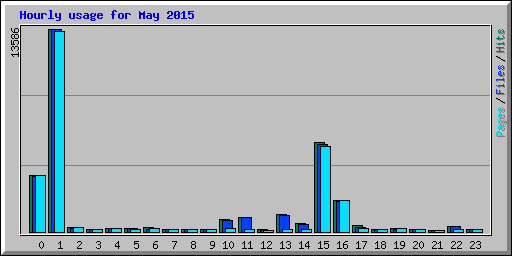 Hourly usage for May 2015
13586
Pages/Files/Hits
0 1 2 3 4 5 6 7 8 9 10 11 12 13 14 15 16 17 18 19 20 21 22 23